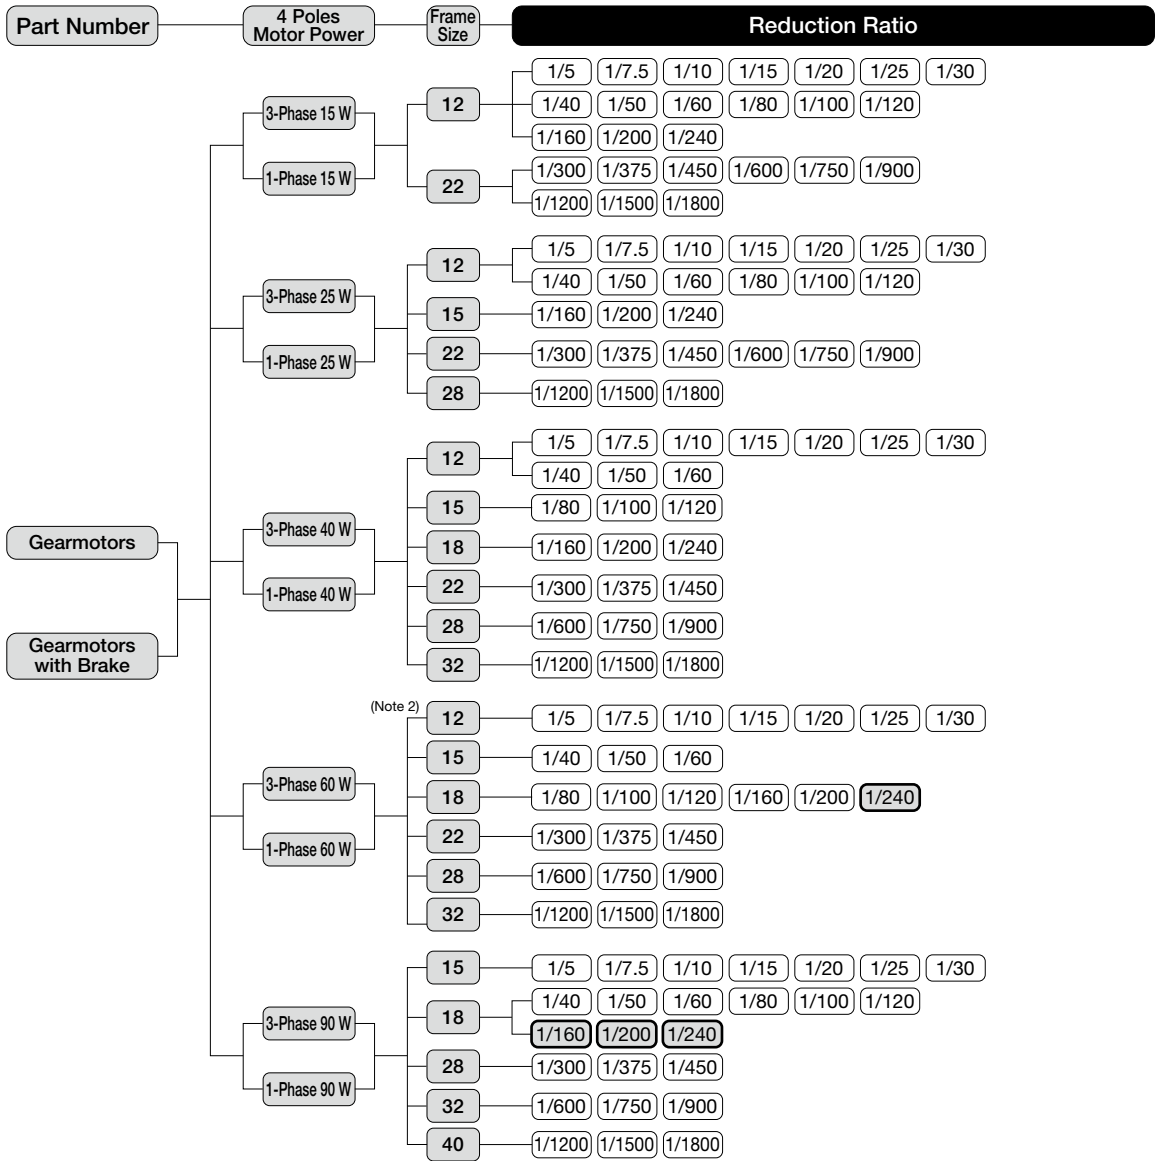 Part Number
4 Poles
Motor Power
Frame
Size
Reduction Ratio
3-Phase 15 W
1-Phase 15 W
12
1/5 1/7.5 1/10 1/15 1/20 1/25 1/30
1/40 1/50 1/60 1/80 1/100 1/120
1/160 1/200 1/240
22
1/300 1/375 1/450 1/600 1/750 1/900
1/1200 1/1500 1/1800
3-Phase 25 W
1-Phase 25 W
12
1/5 1/7.5 1/10 1/15 1/20 1/25 1/30
1/40 1/50 1/60 1/80 1/100 1/120
15 1/160 1/200 1/240
22 1/300 1/375 1/450 1/600 1/750 1/900
28 1/1200 1/1500 1/1800
Gearmotors
Gearmotors
with Brake
3-Phase 40 W
1-Phase 40 W
12
1/5 1/7.5 1/10 1/15 1/20 1/25 1/30
1/40 1/50 1/60
15 1/80 1/100 1/120
18 1/160 1/200 1/240
22 1/300 1/375 1/450
28 1/600 1/750 1/900
32 1/1200 1/1500 1/1800
3-Phase 60 W
1-Phase 60 W
(Note 2)
12 1/5 1/7.5 1/10 1/15 1/20 1/25 1/30
15 1/40 1/50 1/60
18 1/80 1/100 1/120 1/160 1/200 1/240
22 1/300 1/375 1/450
28 1/600 1/750 1/900
32 1/1200 1/1500 1/1800
3-Phase 90 W
1-Phase 90 W
15 1/5 1/7.5 1/10 1/15 1/20 1/25 1/30
18
1/40 1/50 1/60 1/80 1/100 1/120
1/160 1/200 1/240
28 1/300 1/375 1/450
32 1/600 1/750 1/900
40 1/1200 1/1500 1/1800